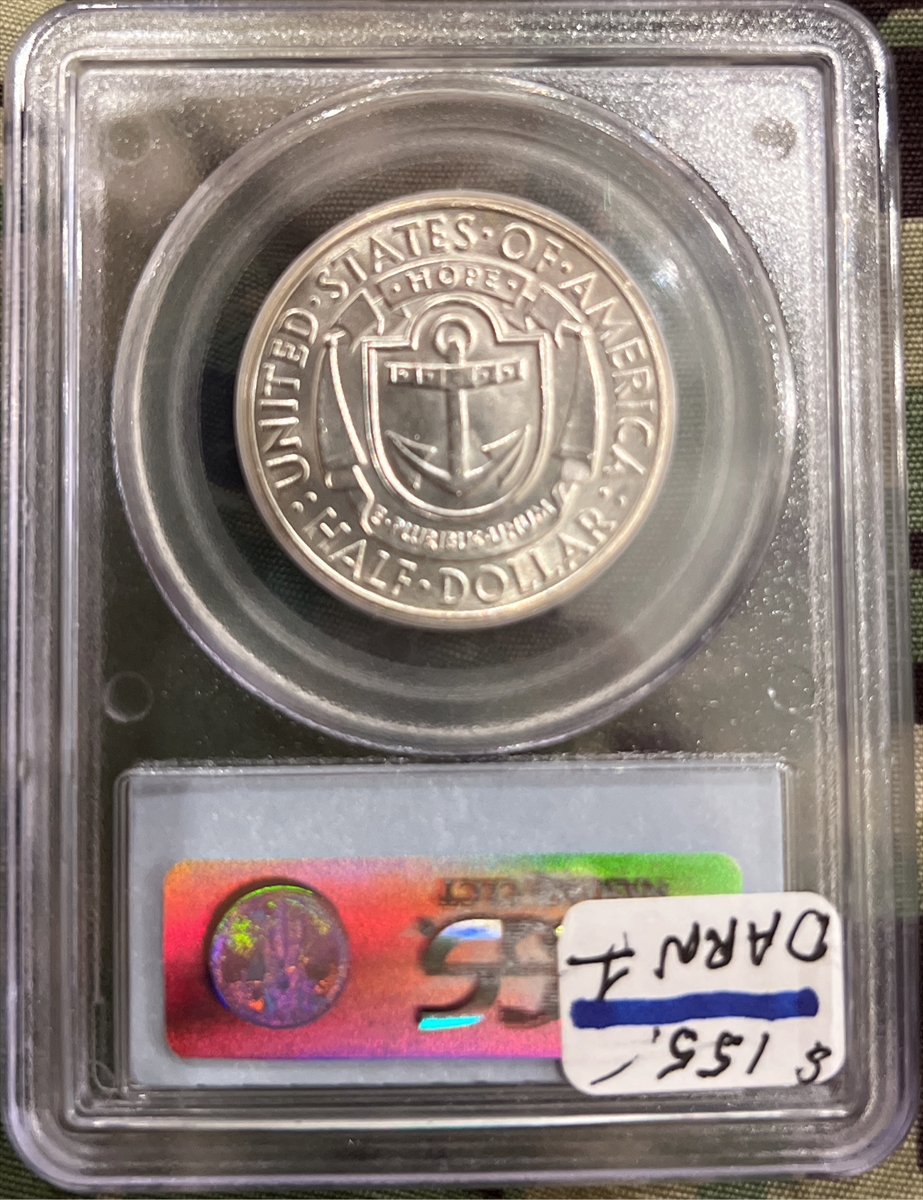 UNITED·STATES·OF·AMERICA
·HOPE·
E·PLURIBUS·UNUM
:HALF·DOLLAR:
$155.
DARN I